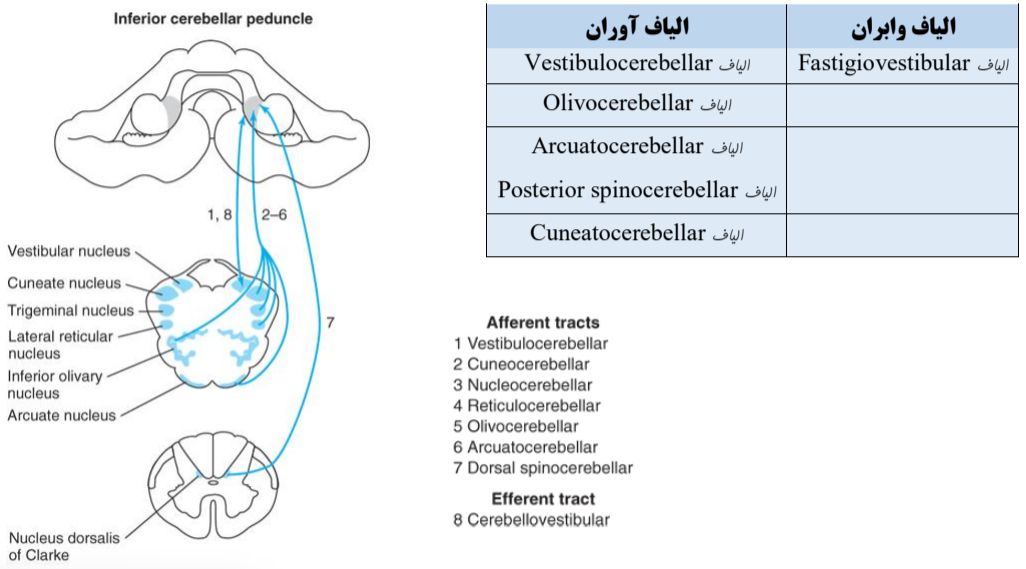 Inferior cerebellar peduncle
1, 8
2–6
Vestibular nucleus
Cuneate nucleus
Trigeminal nucleus
Lateral reticular
nucleus
Inferior olivary
nucleus
Arcuate nucleus
7
Nucleus dorsalis
of Clarke
الیاف آوران
الیاف وابران
الیاف Vestibulocerebellar
الیاف Fastigiovestibular
الیاف Olivocerebellar
الیاف Arcuatocerebellar
الیاف Posterior spinocerebellar
الیاف Cuneatocerebellar
Afferent tracts
1 Vestibulocerebellar
2 Cuneocerebellar
3 Nucleocerebellar
4 Reticulocerebellar
5 Olivocerebellar
6 Arcuatocerebellar
7 Dorsal spinocerebellar
Efferent tract
8 Cerebellovestibular